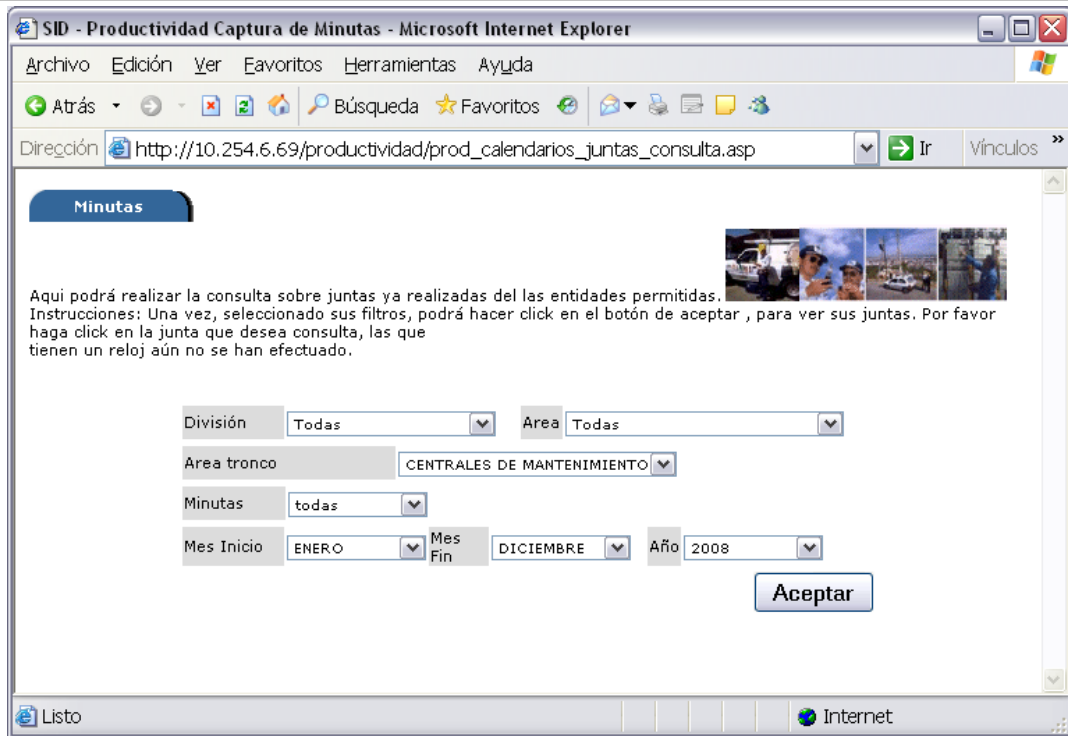 SID - Productividad Captura de Minutas - Microsoft Internet Explorer
Archivo Edición Ver Favoritos Herramientas Ayuda
Atrás Búsqueda Favoritos
Dirección http://10.254.6.69/productividad/prod_calendarios_juntas_consulta.asp Ir Vínculos »
Minutas
Aqui podrá realizar la consulta sobre juntas ya realizadas del las entidades permitidas.
Instrucciones: Una vez, seleccionado sus filtros, podrá hacer click en el botón de aceptar , para ver sus juntas. Por favor
haga click en la junta que desea consulta, las que
tienen un reloj aún no se han efectuado.
División Todas Area Todas
Area tronco CENTRALES DE MANTENIMIENTO
Minutas todas
Mes Inicio ENERO Mes Fin DICIEMBRE Año 2008
Aceptar
Listo Internet